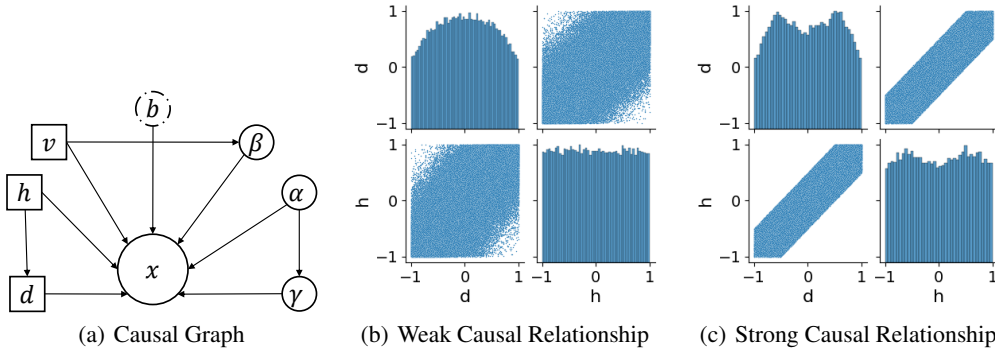 b
v
β
h
α
x
d
γ
(a) Causal Graph
d
1
0
−1
h
1
0
−1
−1 0 1 −1 0 1
d h
(b) Weak Causal Relationship
d
1
0
−1
h
1
0
−1
−1 0 1 −1 0 1
d h
(c) Strong Causal Relationship